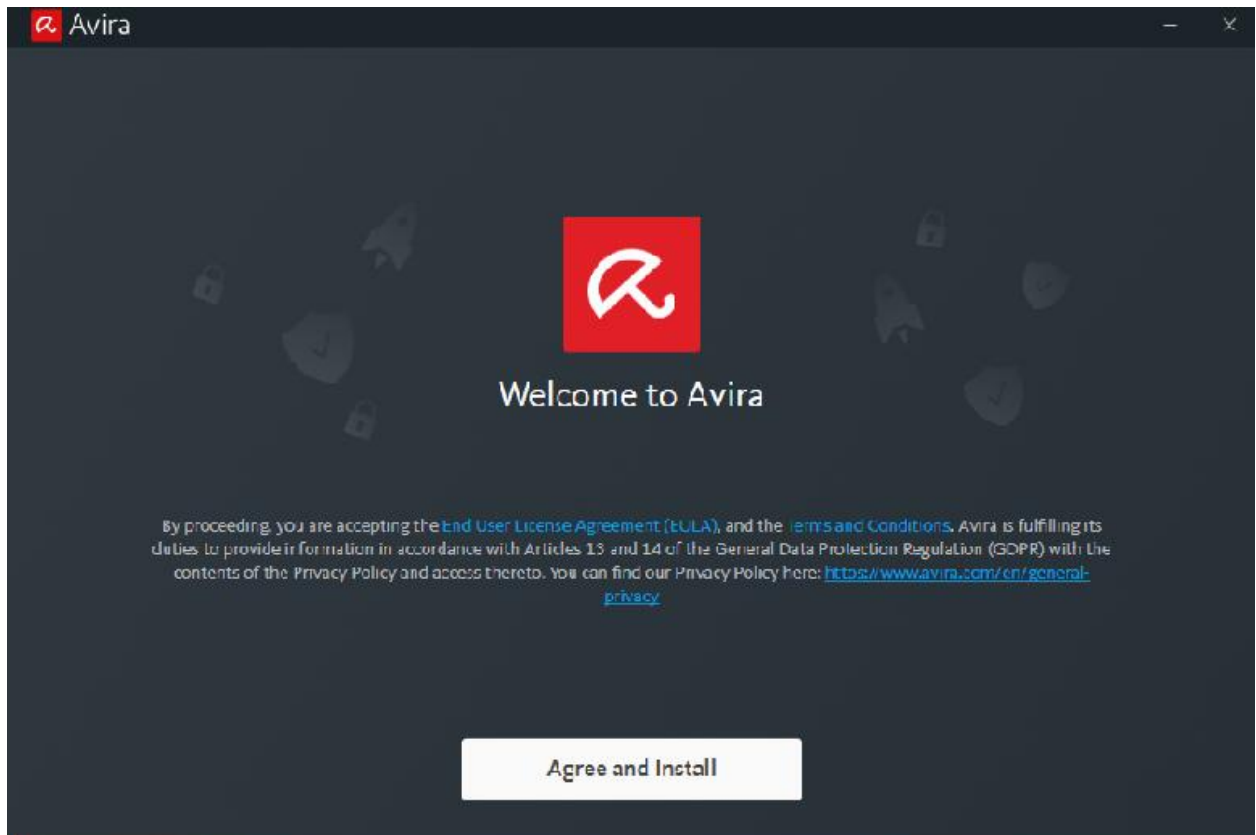 Avira
Welcome to Avira
By proceeding, you are accepting the End User License Agreement (EULA), and the Terms and Conditions. Avira is fulfilling its
duties to provide information in accordance with Articles 13 and 14 of the General Data Protection Regulation (GDPR) with the
contents of the Privacy Policy and access thereto. You can find our Privacy Policy here: https://www.avira.com/en/general-
privacy
Agree and Install